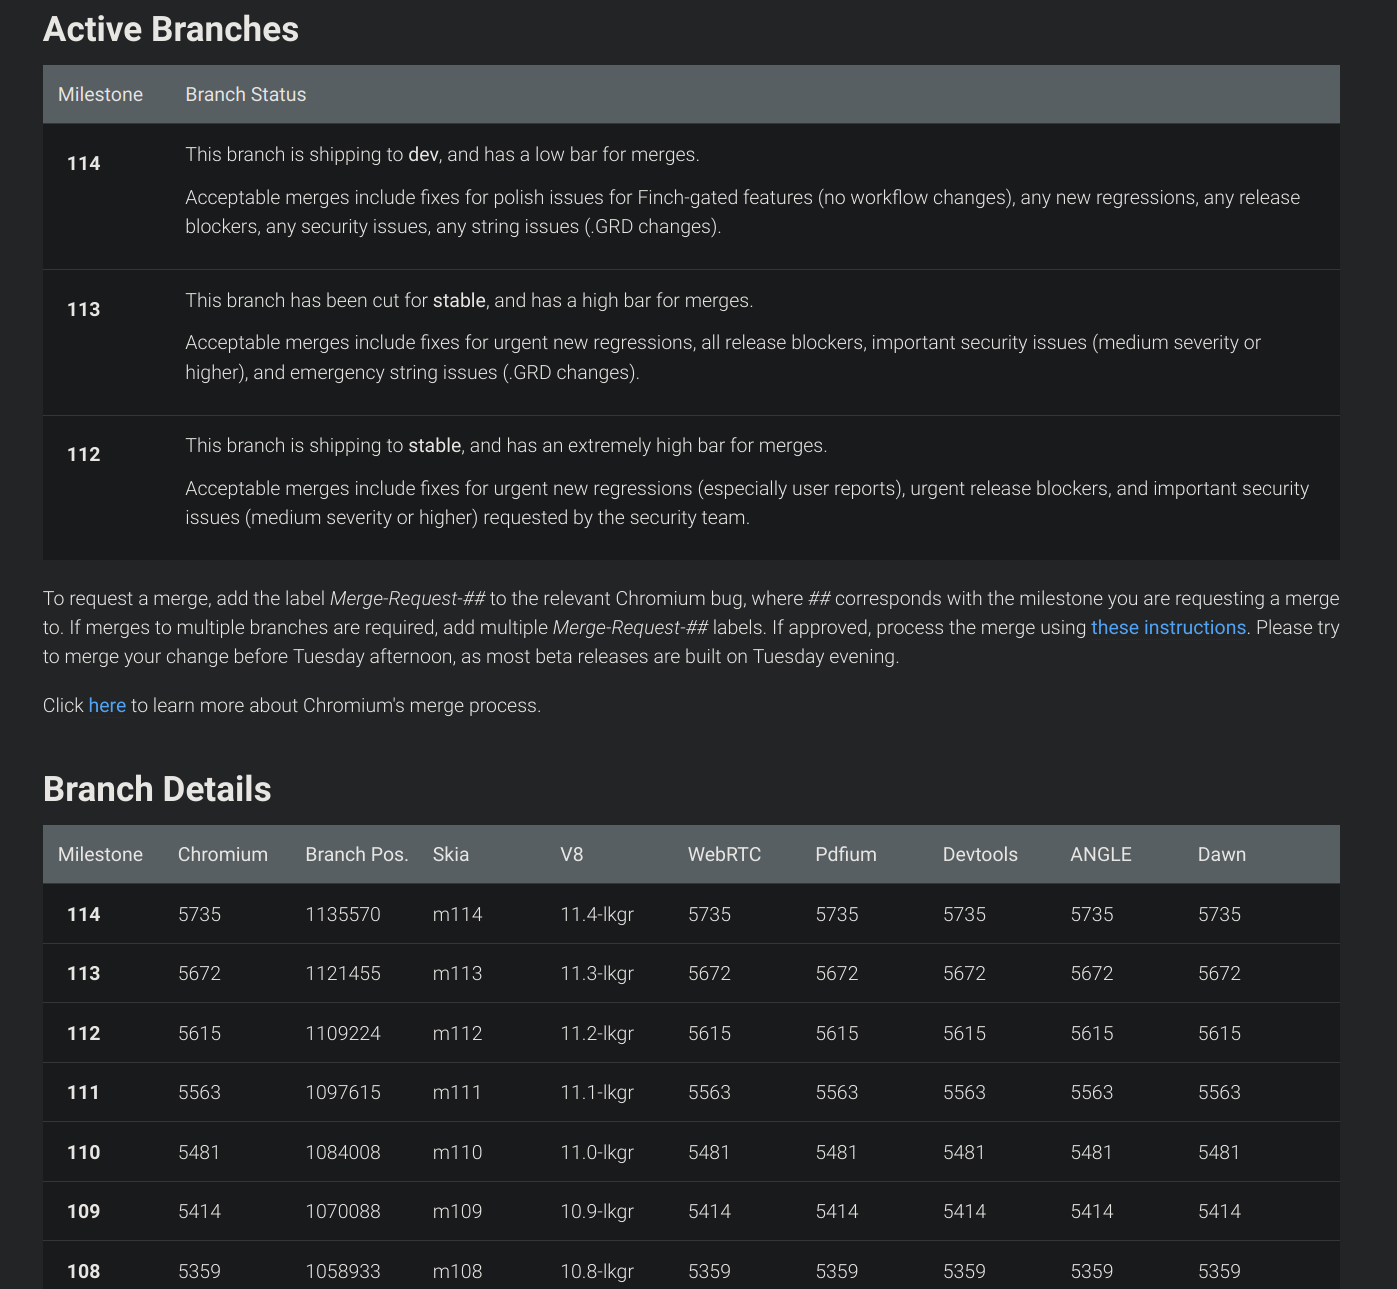 Active Branches
Milestone Branch Status
114
This branch is shipping to dev, and has a low bar for merges.
Acceptable merges include fixes for polish issues for Finch-gated features (no workflow changes), any new regressions, any release
blockers, any security issues, any string issues (.GRD changes).
113
This branch has been cut for stable, and has a high bar for merges.
Acceptable merges include fixes for urgent new regressions, all release blockers, important security issues (medium severity or
higher), and emergency string issues (.GRD changes).
112
This branch is shipping to stable, and has an extremely high bar for merges.
Acceptable merges include fixes for urgent new regressions (especially user reports), urgent release blockers, and important security
issues (medium severity or higher) requested by the security team.
To request a merge, add the label Merge-Request-## to the relevant Chromium bug, where ## corresponds with the milestone you are requesting a merge
to. If merges to multiple branches are required, add multiple Merge-Request-## labels. If approved, process the merge using these instructions. Please try
to merge your change before Tuesday afternoon, as most beta releases are built on Tuesday evening.
Click here to learn more about Chromium's merge process.
Branch Details
Milestone Chromium Branch Pos. Skia V8 WebRTC Pdfium Devtools ANGLE Dawn
114 5735 1135570 m114 11.4-lkgr 5735 5735 5735 5735 5735
113 5672 1121455 m113 11.3-lkgr 5672 5672 5672 5672 5672
112 5615 1109224 m112 11.2-lkgr 5615 5615 5615 5615 5615
111 5563 1097615 m111 11.1-lkgr 5563 5563 5563 5563 5563
110 5481 1084008 m110 11.0-lkgr 5481 5481 5481 5481 5481
109 5414 1070088 m109 10.9-lkgr 5414 5414 5414 5414 5414
108 5359 1058933 m108 10.8-lkgr 5359 5359 5359 5359 5359